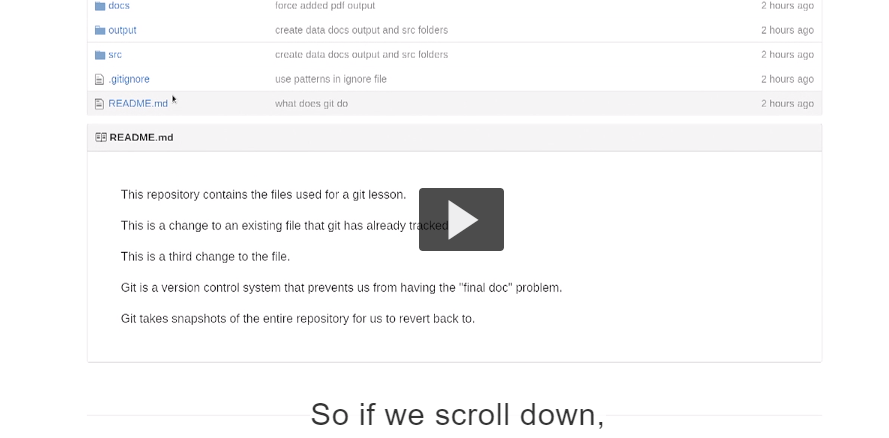 docs force added pdf output 2 hours ago
output create data docs output and src folders 2 hours ago
src create data docs output and src folders 2 hours ago
.gitignore use patterns in ignore file 2 hours ago
README.md what does git do 2 hours ago
README.md
This repository contains the files used for a git lesson.
This is a change to an existing file that git has already tracked
This is a third change to the file.
Git is a version control system that prevents us from having the "final doc" problem.
Git takes snapshots of the entire repository for us to revert back to.
So if we scroll down,